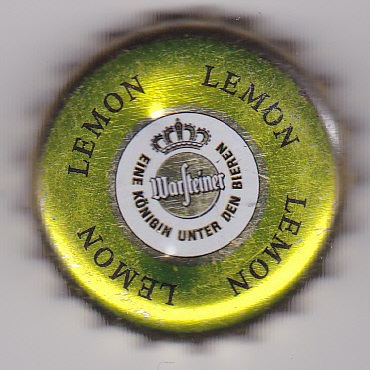 LEMON
LEMON
LEMON
LEMON
Warsteiner
EINE KÖNIGIN UNTER DEN BIEREN